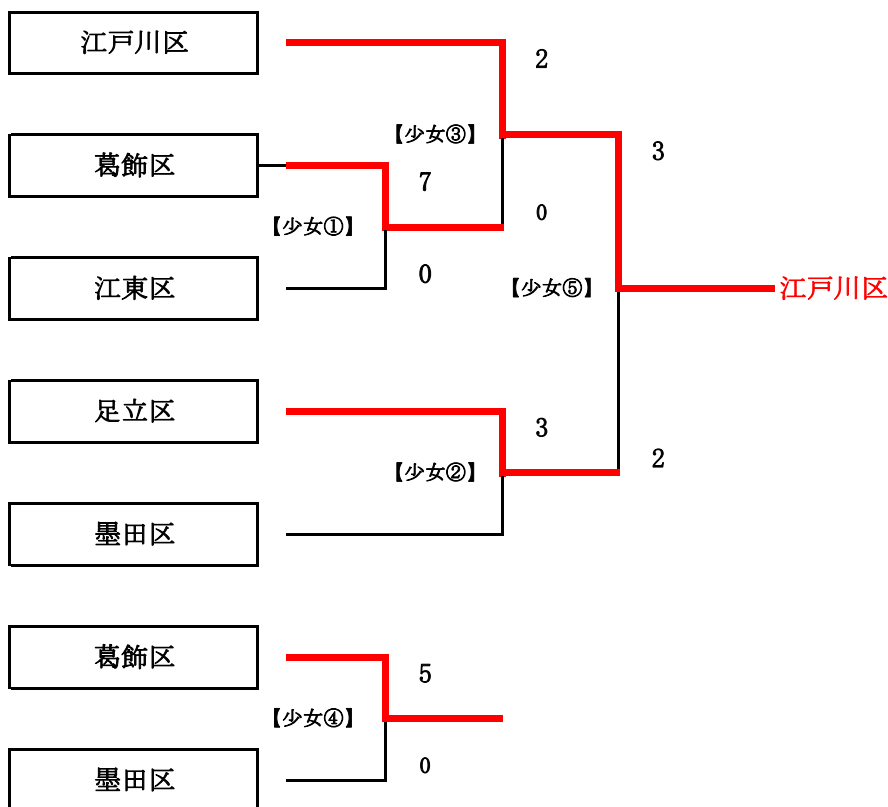 江戸川区
2
【少女③】
3
葛飾区
7
0
【少女①】
江東区
0
【少女⑤】
江戸川区
足立区
3
2
【少女②】
墨田区
葛飾区
5
【少女④】
0
墨田区